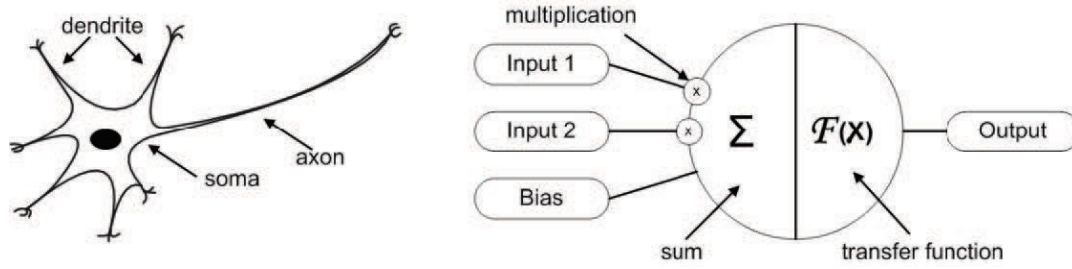 dendrite
axon
soma
multiplication
Input 1
x
Input 2
x
Bias
Σ
F(X)
Output
sum
transfer function